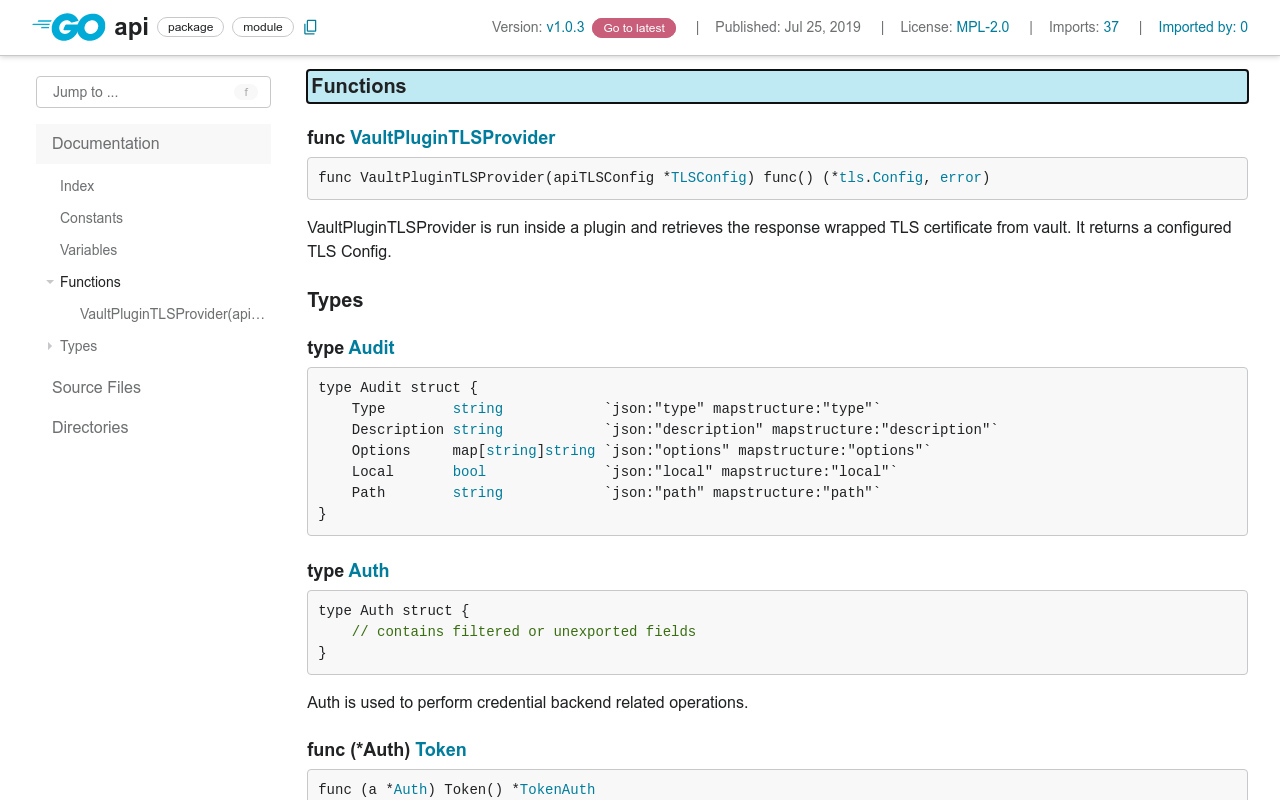 GO api package module Version: v1.0.3 Go to latest | Published: Jul 25, 2019 | License: MPL-2.0 | Imports: 37 | Imported by: 0
Jump to ... f
Documentation
Index
Constants
Variables
Functions
VaultPluginTLSProvider(api…
Types
Source Files
Directories
Functions
func VaultPluginTLSProvider
func VaultPluginTLSProvider(apiTLSConfig *TLSConfig) func() (*tls.Config, error)
VaultPluginTLSProvider is run inside a plugin and retrieves the response wrapped TLS certificate from vault. It returns a configured
TLS Config.
Types
type Audit
type Audit struct {
    Type        string            `json:"type" mapstructure:"type"`
    Description string            `json:"description" mapstructure:"description"`
    Options     map[string]string `json:"options" mapstructure:"options"`
    Local       bool              `json:"local" mapstructure:"local"`
    Path        string            `json:"path" mapstructure:"path"`
}
type Auth
type Auth struct {
    // contains filtered or unexported fields
}
Auth is used to perform credential backend related operations.
func (*Auth) Token
func (a *Auth) Token() *TokenAuth